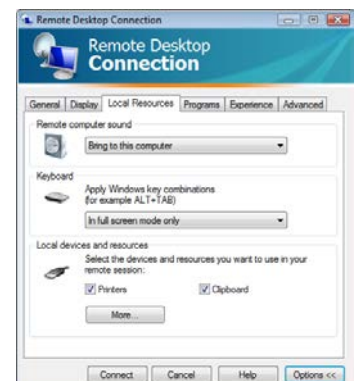 Remote Desktop Connection
Remote Desktop
Connection
General Display Local Resources Programs Experience Advanced
Remote computer sound
Bring to this computer
Keyboard
Apply Windows key combinations
(for example ALT+TAB)
In full screen mode only
Local devices and resources
Select the devices and resources you want to use in your
remote session:
Printers Clipboard
More...
Connect Cancel Help Options <<